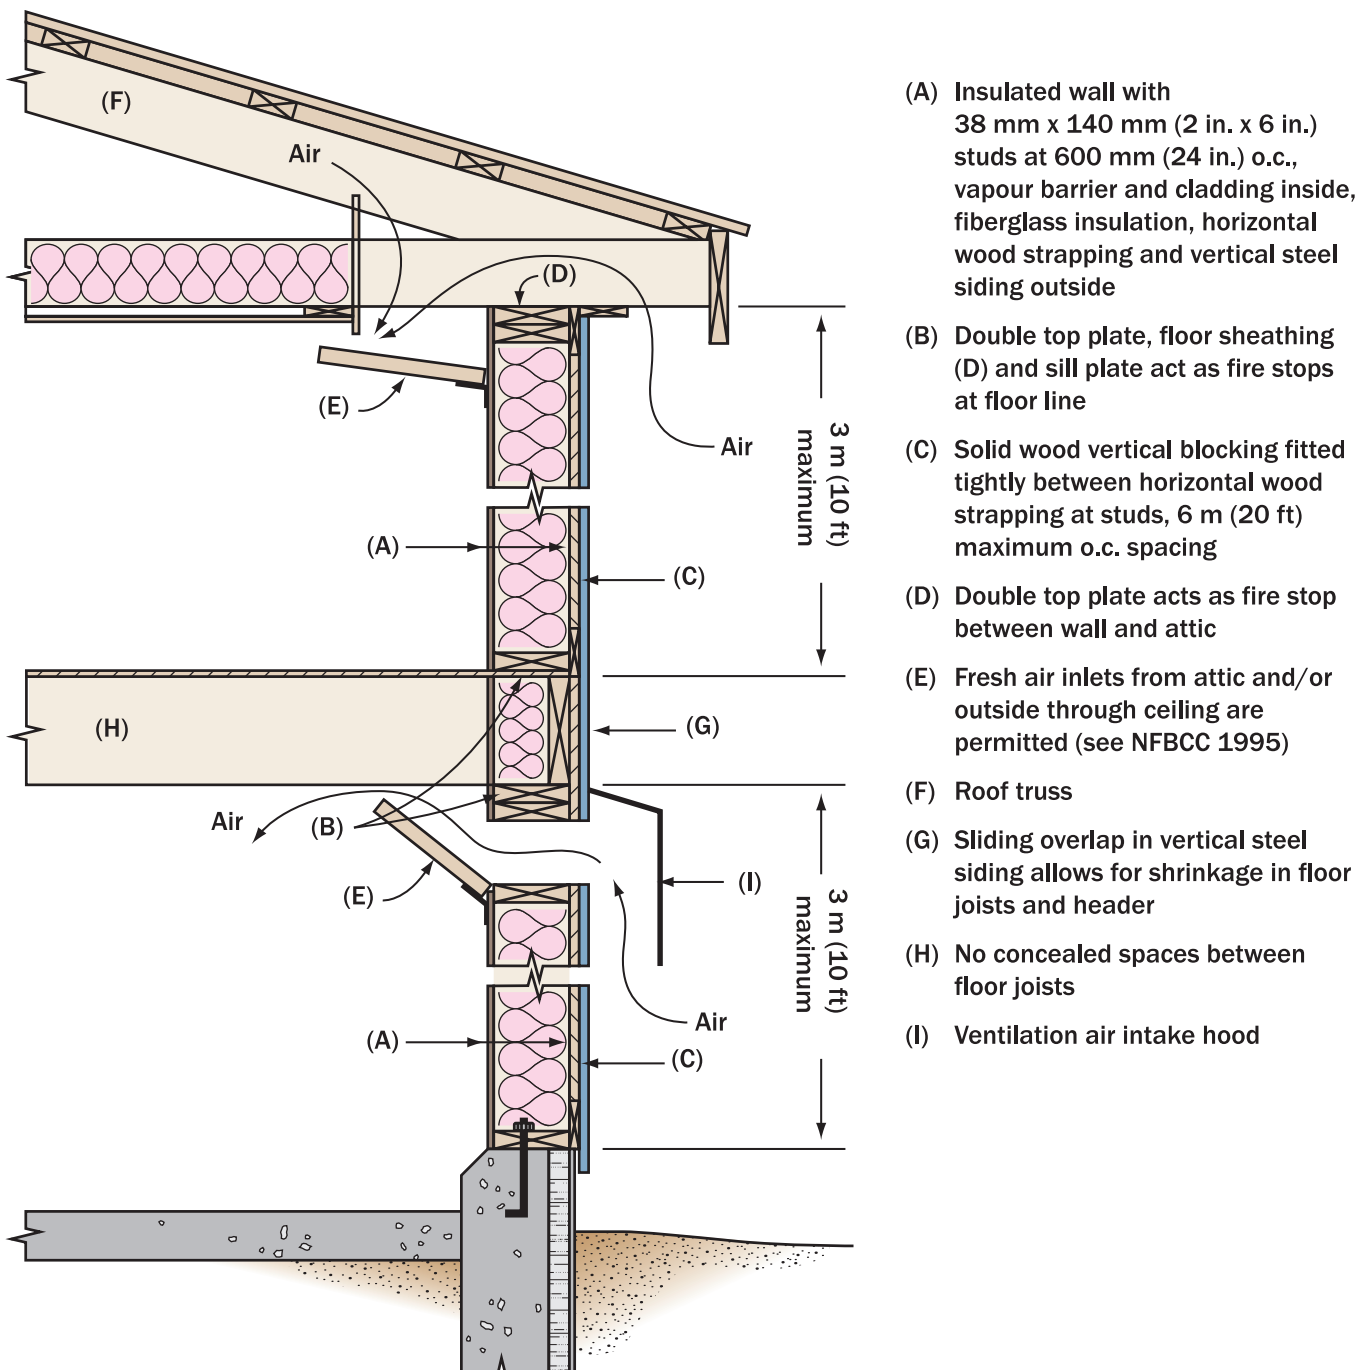 (F)
Air
(D)
(E)
Air
3 m (10 ft)
maximum
(A)
(C)
(H)
(G)
Air
(B)
(E)
(I)
3 m (10 ft)
maximum
Air
(A)
(C)
(A) Insulated wall with
38 mm x 140 mm (2 in. x 6 in.)
studs at 600 mm (24 in.) o.c.,
vapour barrier and cladding inside,
fiberglass insulation, horizontal
wood strapping and vertical steel
siding outside
(B) Double top plate, floor sheathing
(D) and sill plate act as fire stops
at floor line
(C) Solid wood vertical blocking fitted
tightly between horizontal wood
strapping at studs, 6 m (20 ft)
maximum o.c. spacing
(D) Double top plate acts as fire stop
between wall and attic
(E) Fresh air inlets from attic and/or
outside through ceiling are
permitted (see NFBCC 1995)
(F) Roof truss
(G) Sliding overlap in vertical steel
siding allows for shrinkage in floor
joists and header
(H) No concealed spaces between
floor joists
(I) Ventilation air intake hood